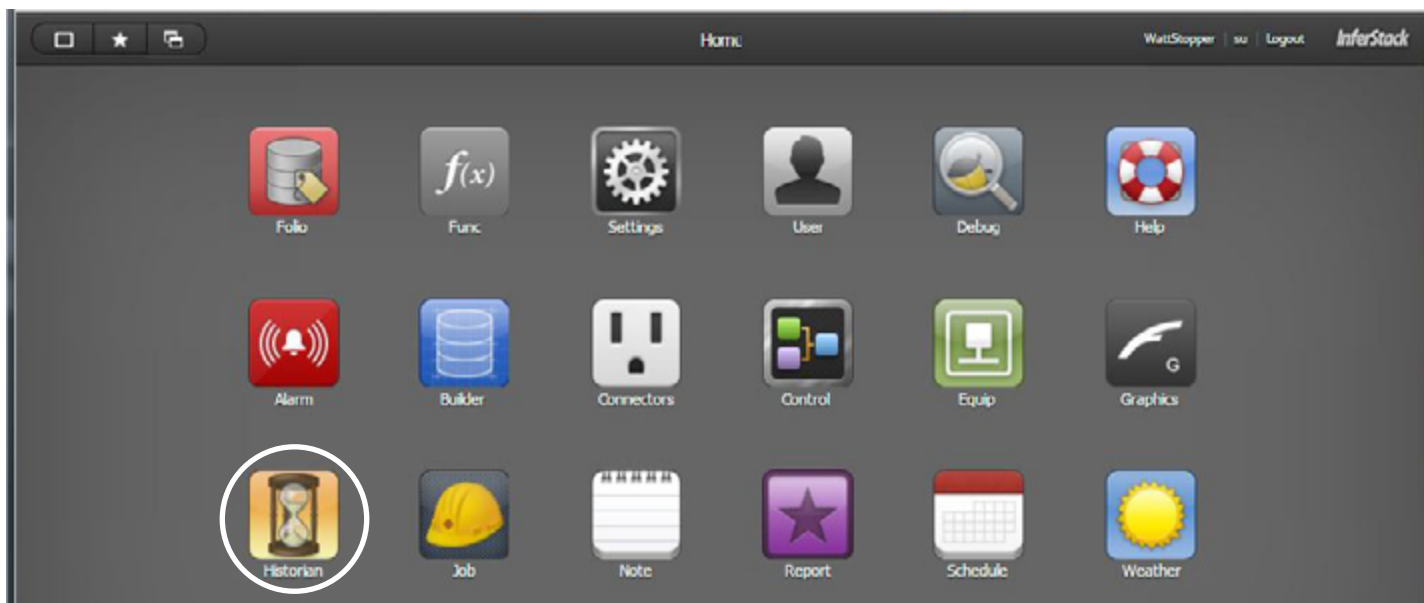 Home
WattStopper | su | Logout InferStack
f(x)
Folio Func Settings User Debug Help
G
Alarm Builder Connectors Control Equip Graphics
Historian Job Note Report Schedule Weather